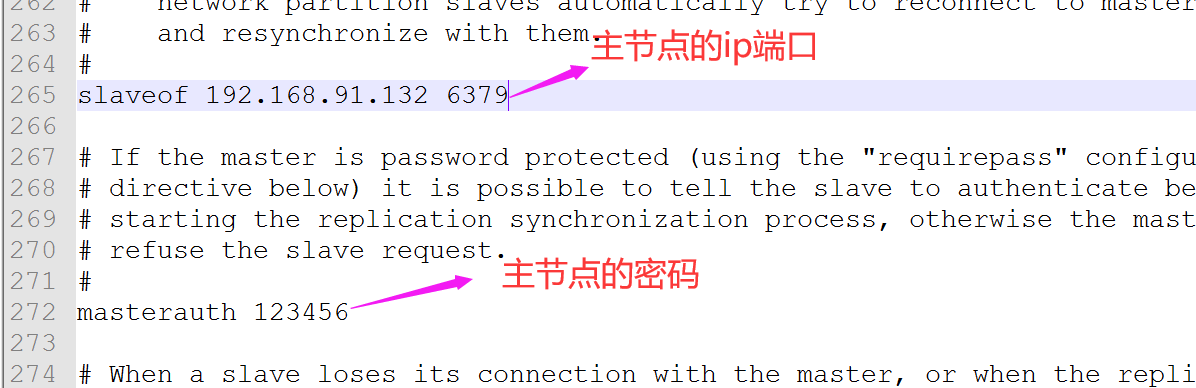 262 #    network partition slaves automatically try to reconnect to master
263 #    and resynchronize with them.
主节点的ip端口
264 #
265 slaveof 192.168.91.132 6379
266
267 # If the master is password protected (using the "requirepass" configu
268 # directive below) it is possible to tell the slave to authenticate be
269 # starting the replication synchronization process, otherwise the mast
270 # refuse the slave request.
主节点的密码
271 #
272 masterauth 123456
273
274 # When a slave loses its connection with the master, or when the repli